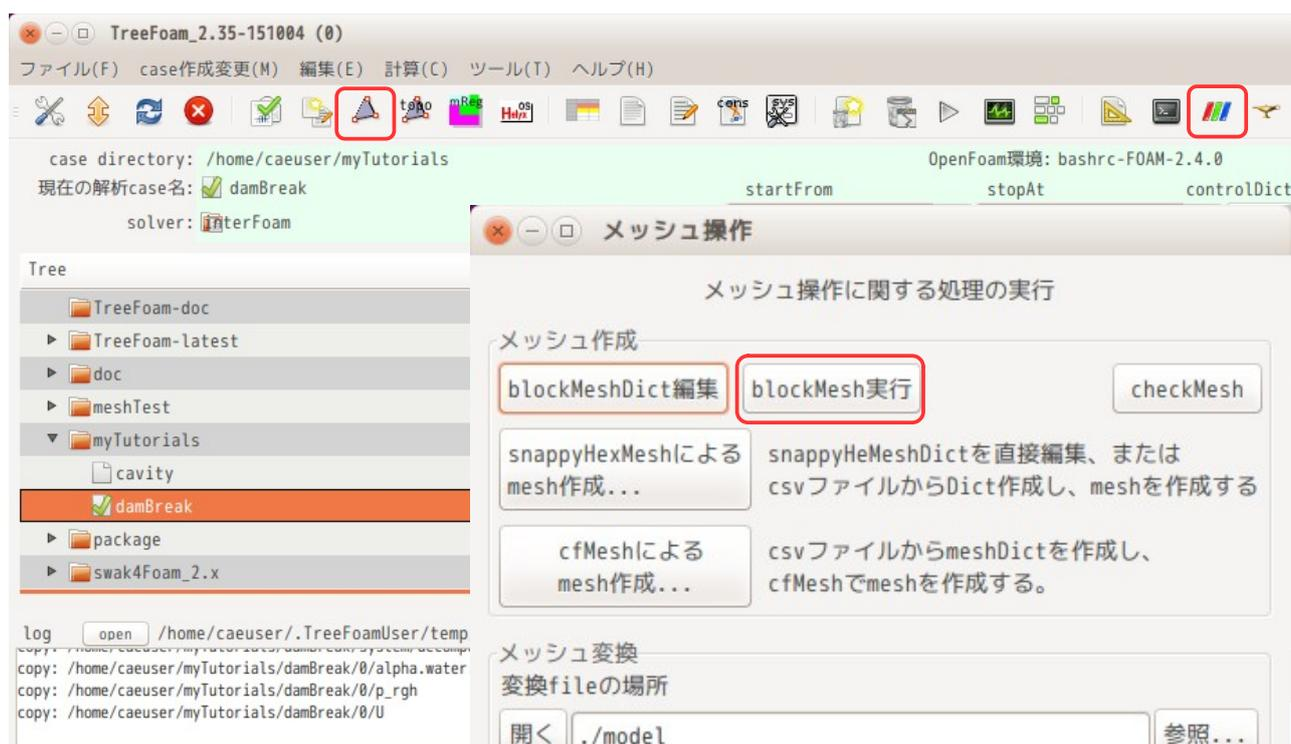 TreeFoam_2.35-151004 (0)
ファイル(F) case作成変更(M) 編集(E) 計算(C) ツール(T) ヘルプ(H)
topo mReg OS Helyx cons sys
case directory: /home/caeuser/myTutorials OpenFoam環境: bashrc-FOAM-2.4.0
現在の解析case名: damBreak startFrom stopAt controlDict
solver: interFoam
メッシュ操作
Tree
メッシュ操作に関する処理の実行
TreeFoam-doc
TreeFoam-latest
doc
meshTest
myTutorials
cavity
damBreak
package
swak4Foam_2.x
メッシュ作成
blockMeshDict編集 blockMesh実行 checkMesh
snappyHexMeshによる
mesh作成...
snappyHeMeshDictを直接編集、または
csvファイルからDict作成し、meshを作成する
cfMeshによる
mesh作成...
csvファイルからmeshDictを作成し、
cfMeshでmeshを作成する。
log open /home/caeuser/.TreeFoamUser/temp
copy: /home/caeuser/myTutorials/damBreak/system/decomp
copy: /home/caeuser/myTutorials/damBreak/0/alpha.water
copy: /home/caeuser/myTutorials/damBreak/0/p_rgh
copy: /home/caeuser/myTutorials/damBreak/0/U
メッシュ変換
変換fileの場所
開く ./model 参照...